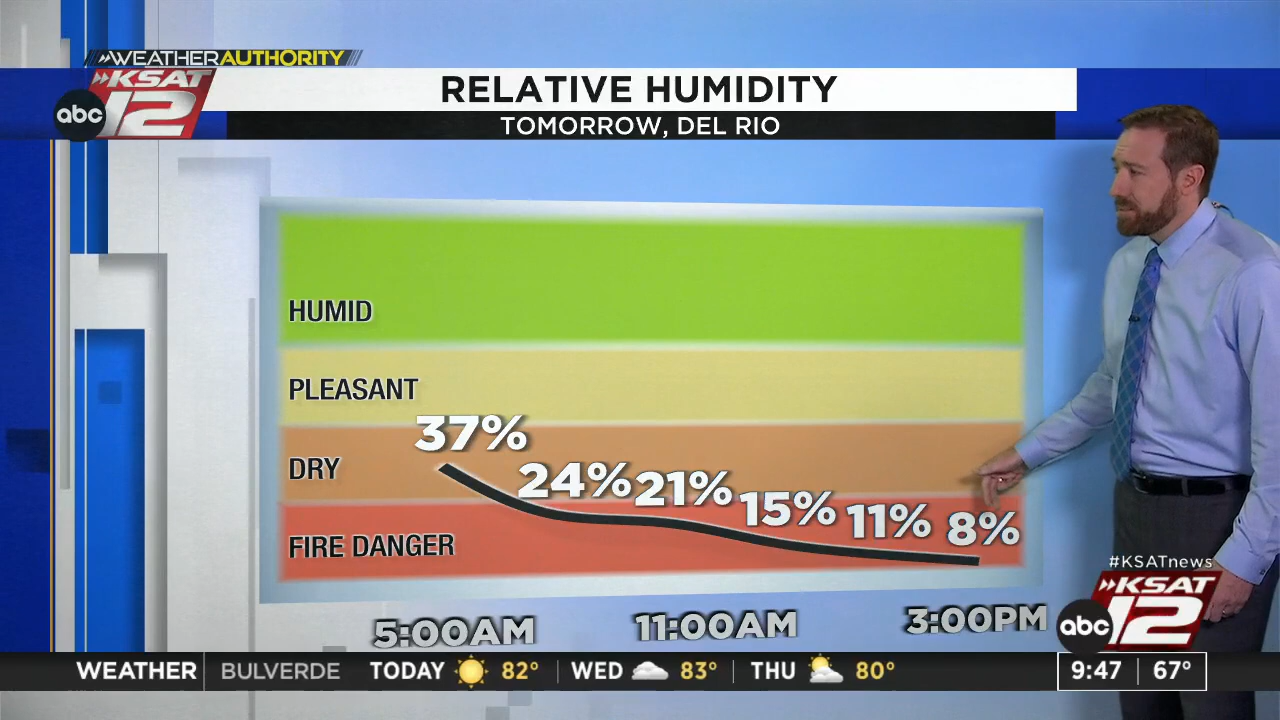 WEATHERAUTHORITY
KSAT
abc 12
RELATIVE HUMIDITY
TOMORROW, DEL RIO
HUMID
PLEASANT
DRY
FIRE DANGER
37%
24%
21%
15%
11%
8%
5:00AM
11:00AM
3:00PM
#KSATnews
KSAT
abc 12
WEATHER BULVERDE TODAY 82° WED 83° THU 80° 9:47 67°